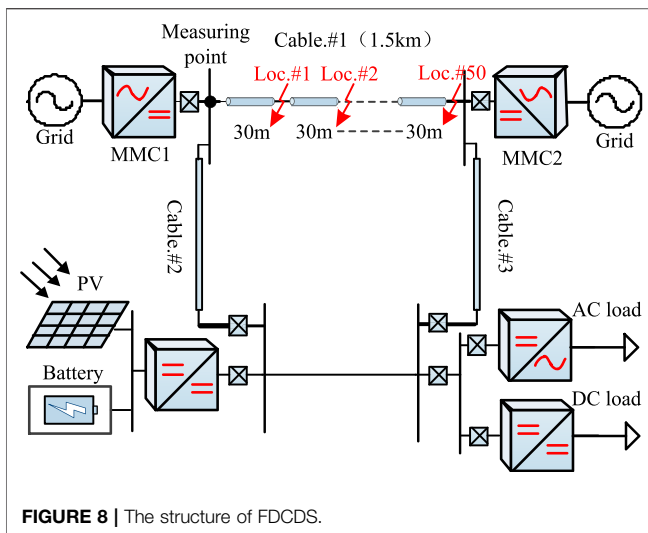 Measuring
point
Cable.#1（1.5km）
Loc.#1
Loc.#2
Loc.#50
Grid
MMC1
30m
30m
30m
MMC2
Grid
Cable.#2
Cable.#3
PV
Battery
AC load
DC load
FIGURE 8 | The structure of FDCDS.